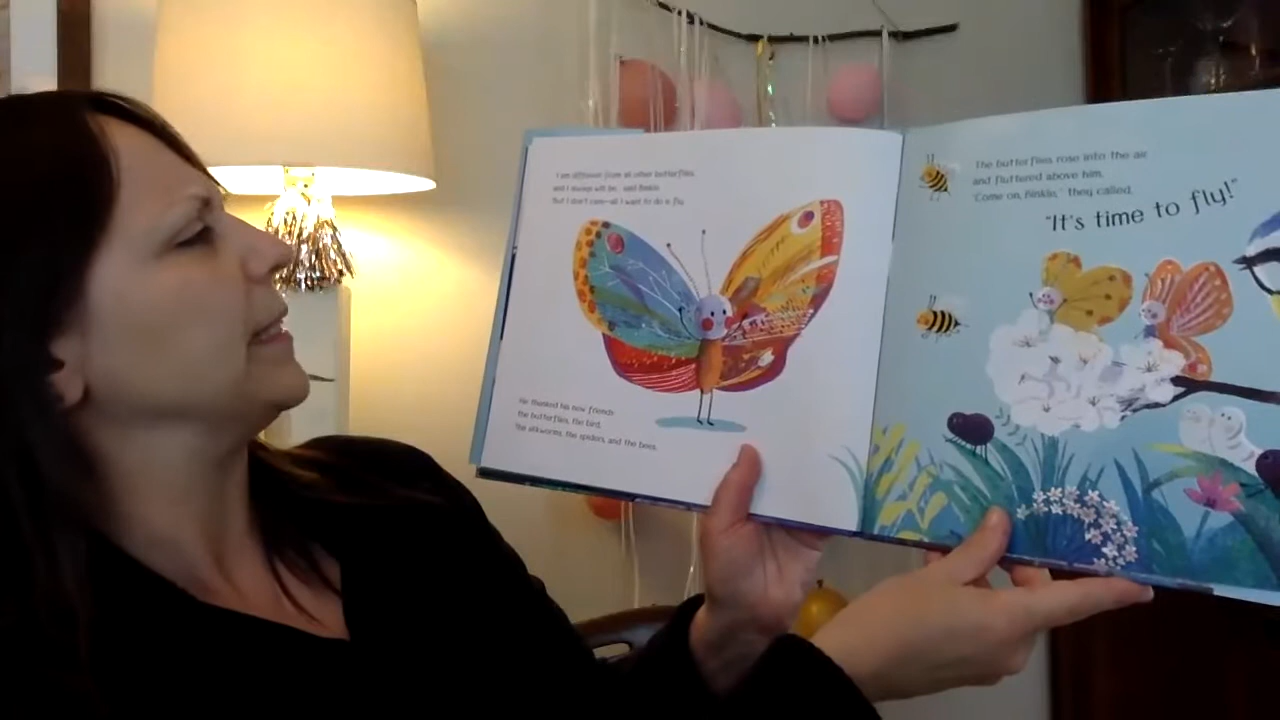 I am different from all other butterflies
and I always will be, said Binkin.
But I don't care—all I want to do is fly.
He thanked his new friends
the butterflies, the bird,
the silkworms, the spiders, and the bees.
The butterflies rose into the air
and fluttered above him.
"Come on, Binkin," they called.
"It's time to fly!"